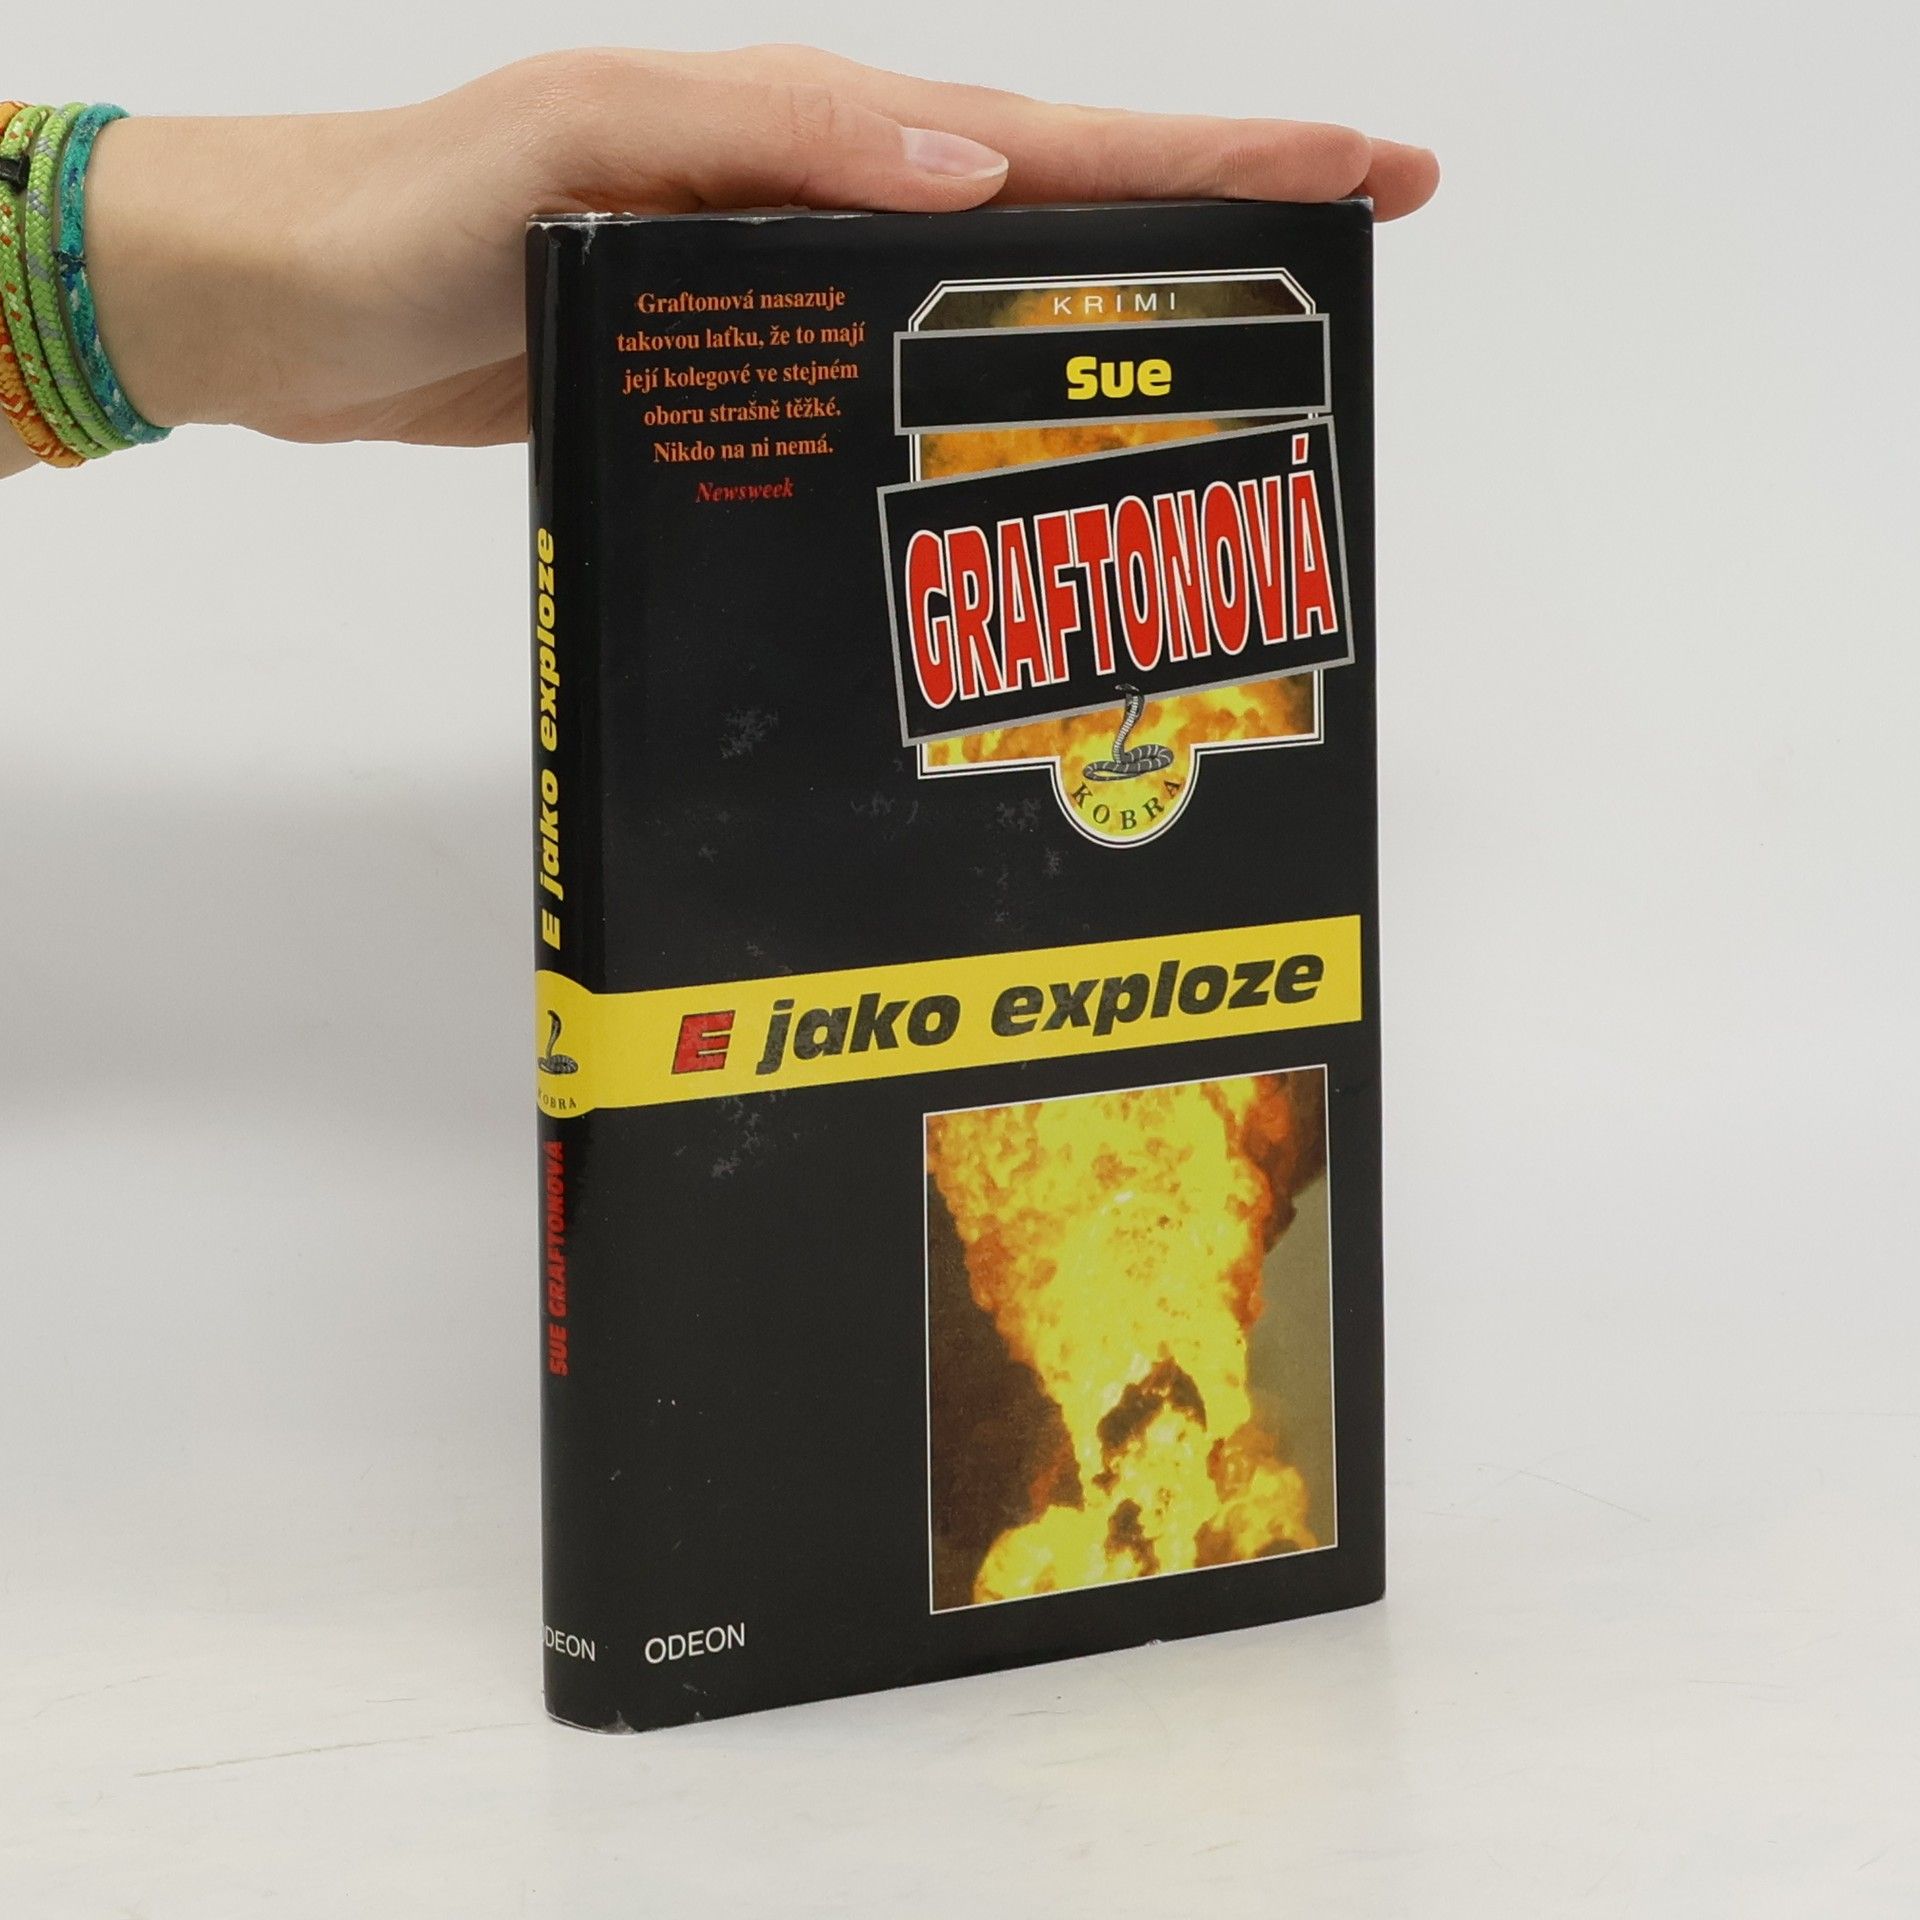 Graftonová nasazuje
takovou laťku, že to mají
její kolegové ve stejném
oboru strašně těžké.
Nikdo na ni nemá.
Newsweek
KRIMI
Sue
GRAFTONOVÁ
KOBRA
E jako exploze
ODEON
E jako exploze
KOBRA
SUE GRAFTONOVÁ
ODEON